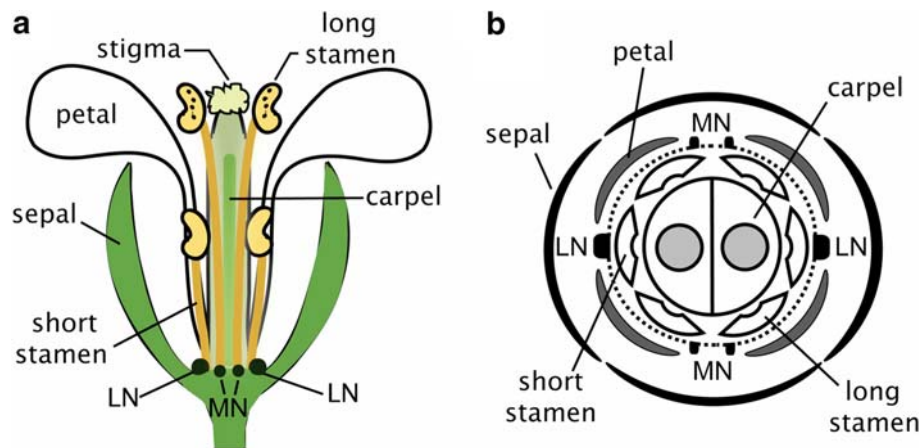 a
stigma
long
stamen
petal
sepal
carpel
short
stamen
LN
MN
LN
b
petal
carpel
sepal
MN
LN
LN
MN
short
stamen
long
stamen